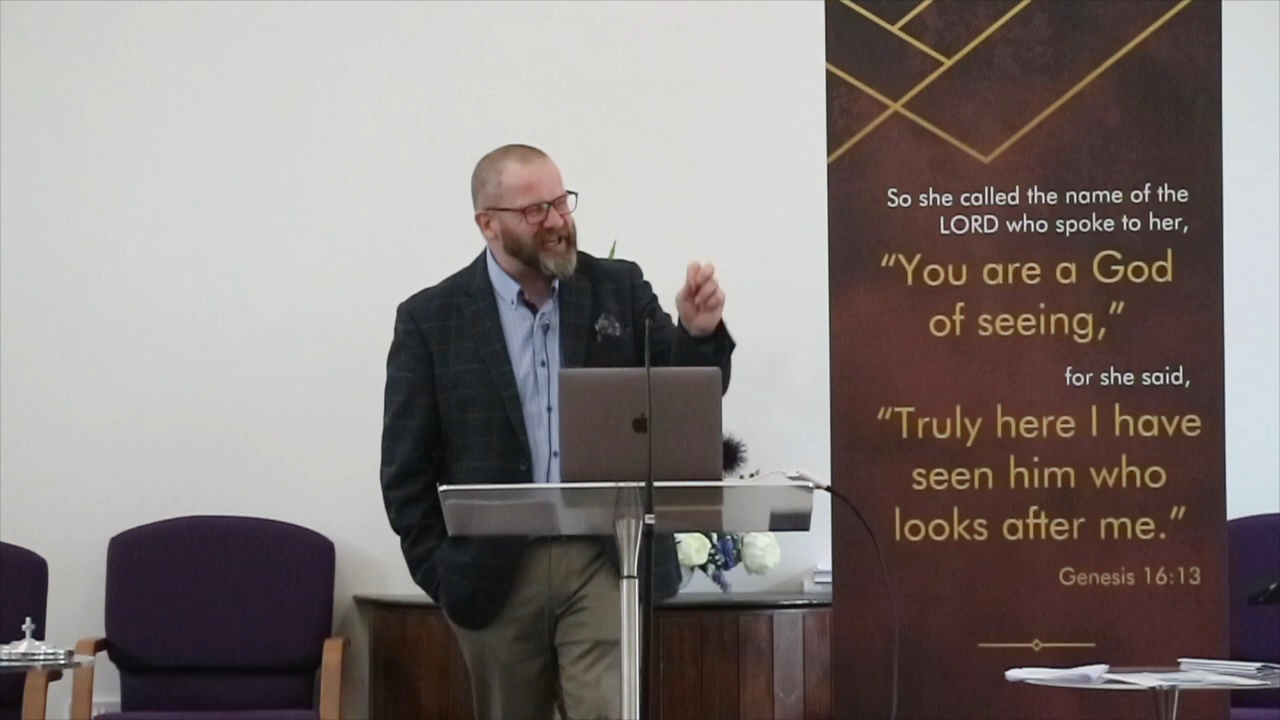 So she called the name of the
LORD who spoke to her,
“You are a God
of seeing,”
for she said,
“Truly here I have
seen him who
looks after me.”
Genesis 16:13